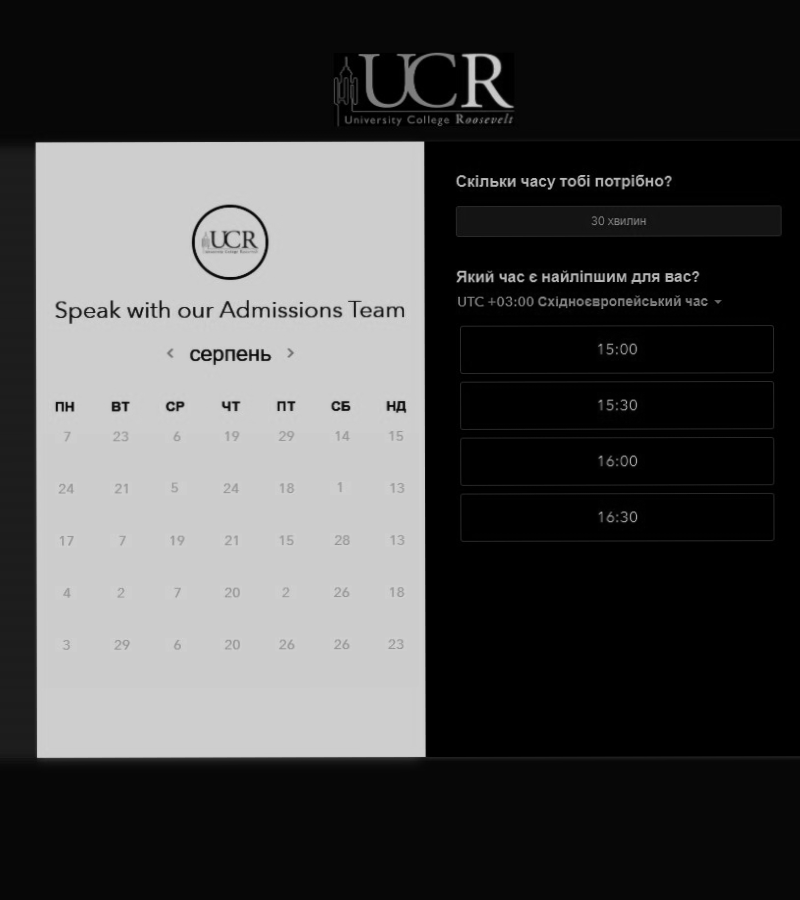 UCR
University College Roosevelt
UCR
University College Roosevelt
Speak with our Admissions Team
< серпень >
ПН ВТ СР ЧТ ПТ СБ НД
7 23 6 19 29 14 15
24 21 5 24 18 1 13
17 7 19 21 15 28 13
4 2 7 20 2 26 18
3 29 6 20 26 26 23
Скільки часу тобі потрібно?
30 хвилин
Який час є найліпшим для вас?
UTC +03:00 Східноєвропейський час
15:00
15:30
16:00
16:30